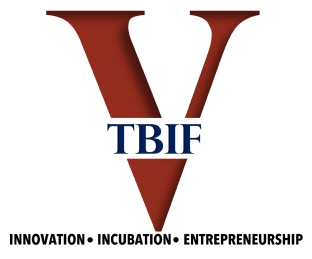 V
TBIF
INNOVATION• INCUBATION• ENTREPRENEURSHIP